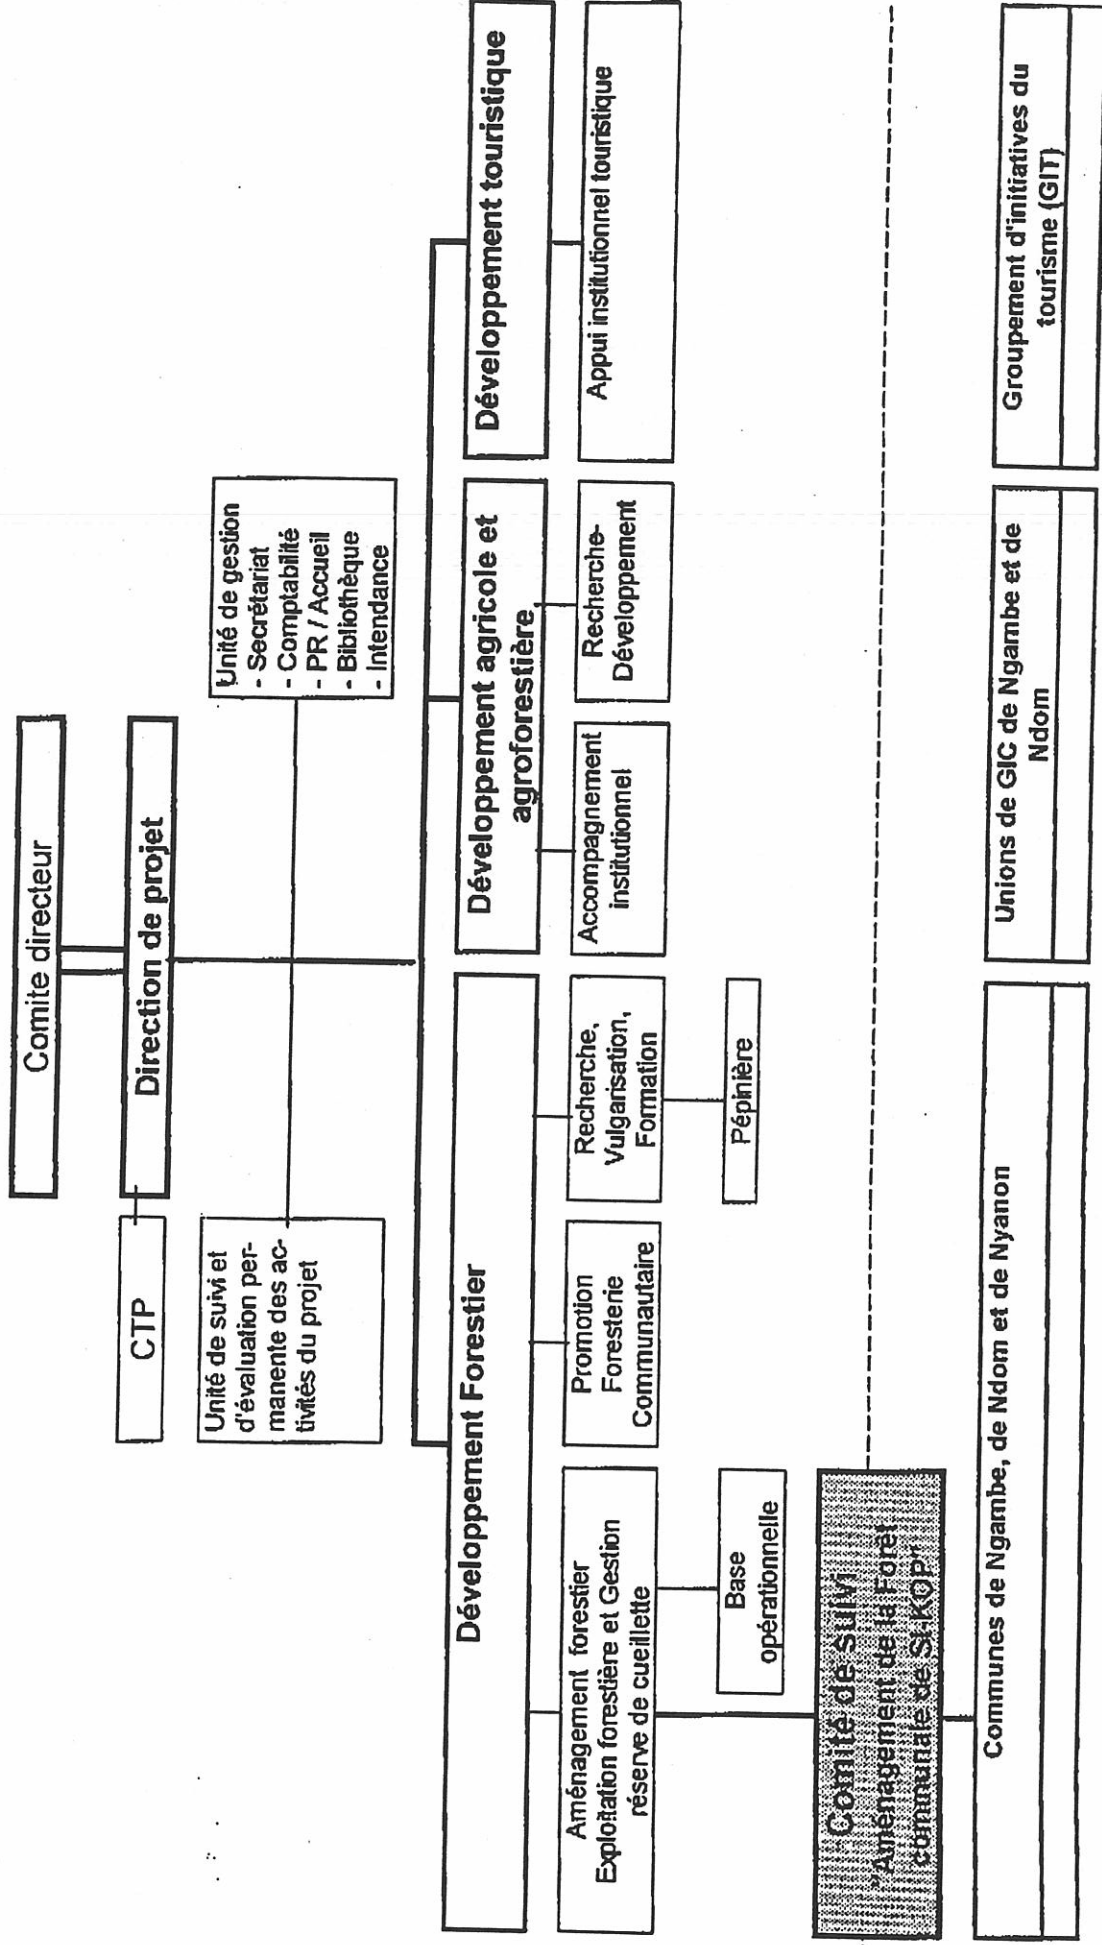 Comite directeur
CTP
Direction de projet
Unité de suivi et
d'évaluation per-
manente des ac-
tivités du projet
Unité de gestion
- Secrétariat
- Comptabilité
- PR / Accueil
- Bibliothèque
- Intendance
Développement Forestier
Développement agricole et
agroforestière
Développement touristique
Aménagement forestier
Exploitation forestière et Gestion
réserve de cueillette
Promotion
Foresterie
Communautaire
Recherche,
Vulgarisation,
Formation
Accompagnement
institutionnel
Recherche-
Développement
Appui institutionnel touristique
Base
opérationnelle
Pépinière
Comité de suivi
"Aménagement de la Forêt
communale de SI-KOP"
Communes de Ngambe, de Ndom et de Nyanon
Unions de GIC de Ngambe et de
Ndom
Groupement d'initiatives du
tourisme (GIT)